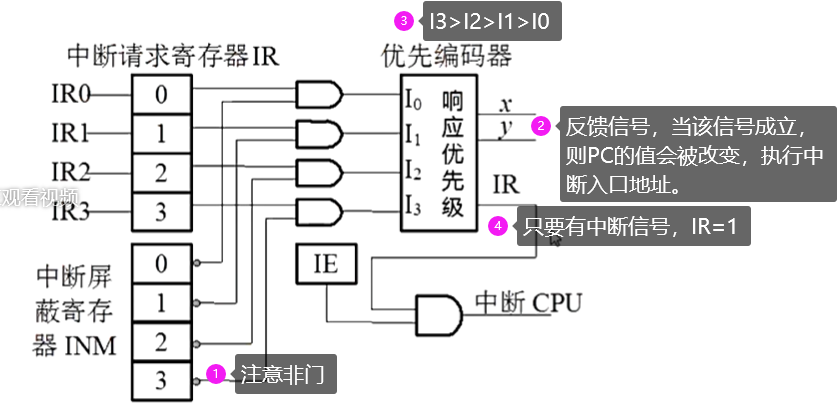 3 I3>I2>I1>I0
中断请求寄存器IR
优先编码器
IR0 0
IR1 1
IR2 2
IR3 3
I0
I1
I2
I3
响应优先级
x
y
IR
2 反馈信号，当该信号成立，
则PC的值会被改变，执行中
断入口地址。
观看视频
4 只要有中断信号，IR=1
中断屏
蔽寄存
器 INM
0
1
2
3
IE
中断 CPU
1 注意非门